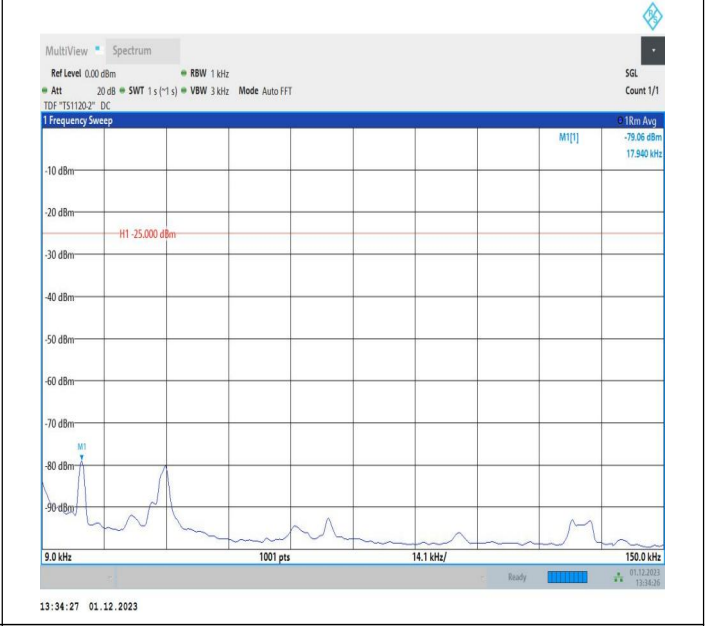 R S
MultiView Spectrum
Ref Level 0.00 dBm RBW 1 kHz SGL
Att 20 dB SWT 1 s (~1 s) VBW 3 kHz Mode Auto FFT Count 1/1
TDF "TS1120-2" DC
1 Frequency Sweep 1Rm Avg
M1[1] -79.06 dBm
17.940 kHz
-10 dBm
-20 dBm
H1 -25.000 dBm
-30 dBm
-40 dBm
-50 dBm
-60 dBm
-70 dBm
M1
-80 dBm
-90 dBm
9.0 kHz 1001 pts 14.1 kHz/ 150.0 kHz
Ready 01.12.2023
13:34:26
13:34:27 01.12.2023